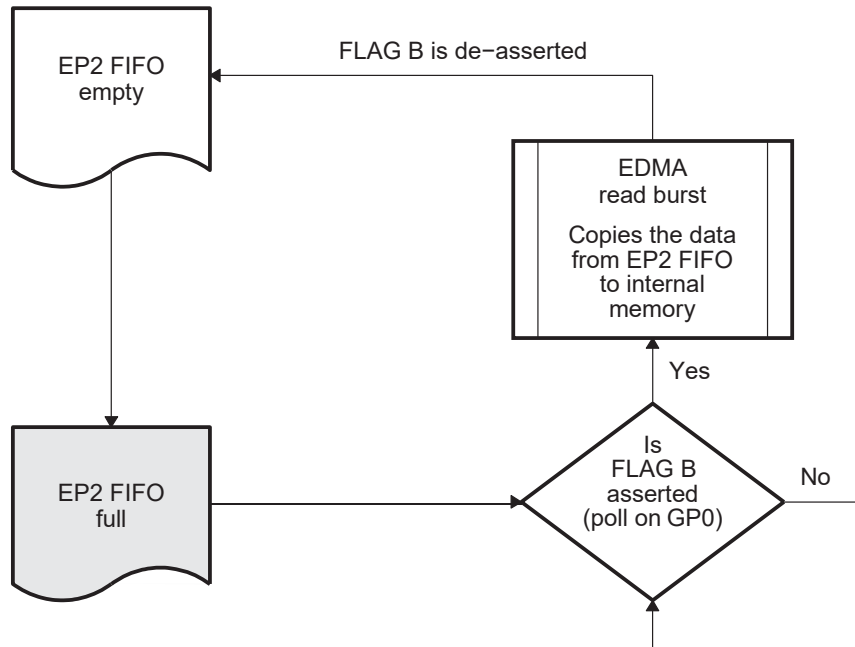 FLAG B is de−asserted
EP2 FIFO
empty
EDMA
read burst
Copies the data
from EP2 FIFO
to internal
memory
Yes
EP2 FIFO
full
Is
FLAG B
asserted
(poll on GP0)
No